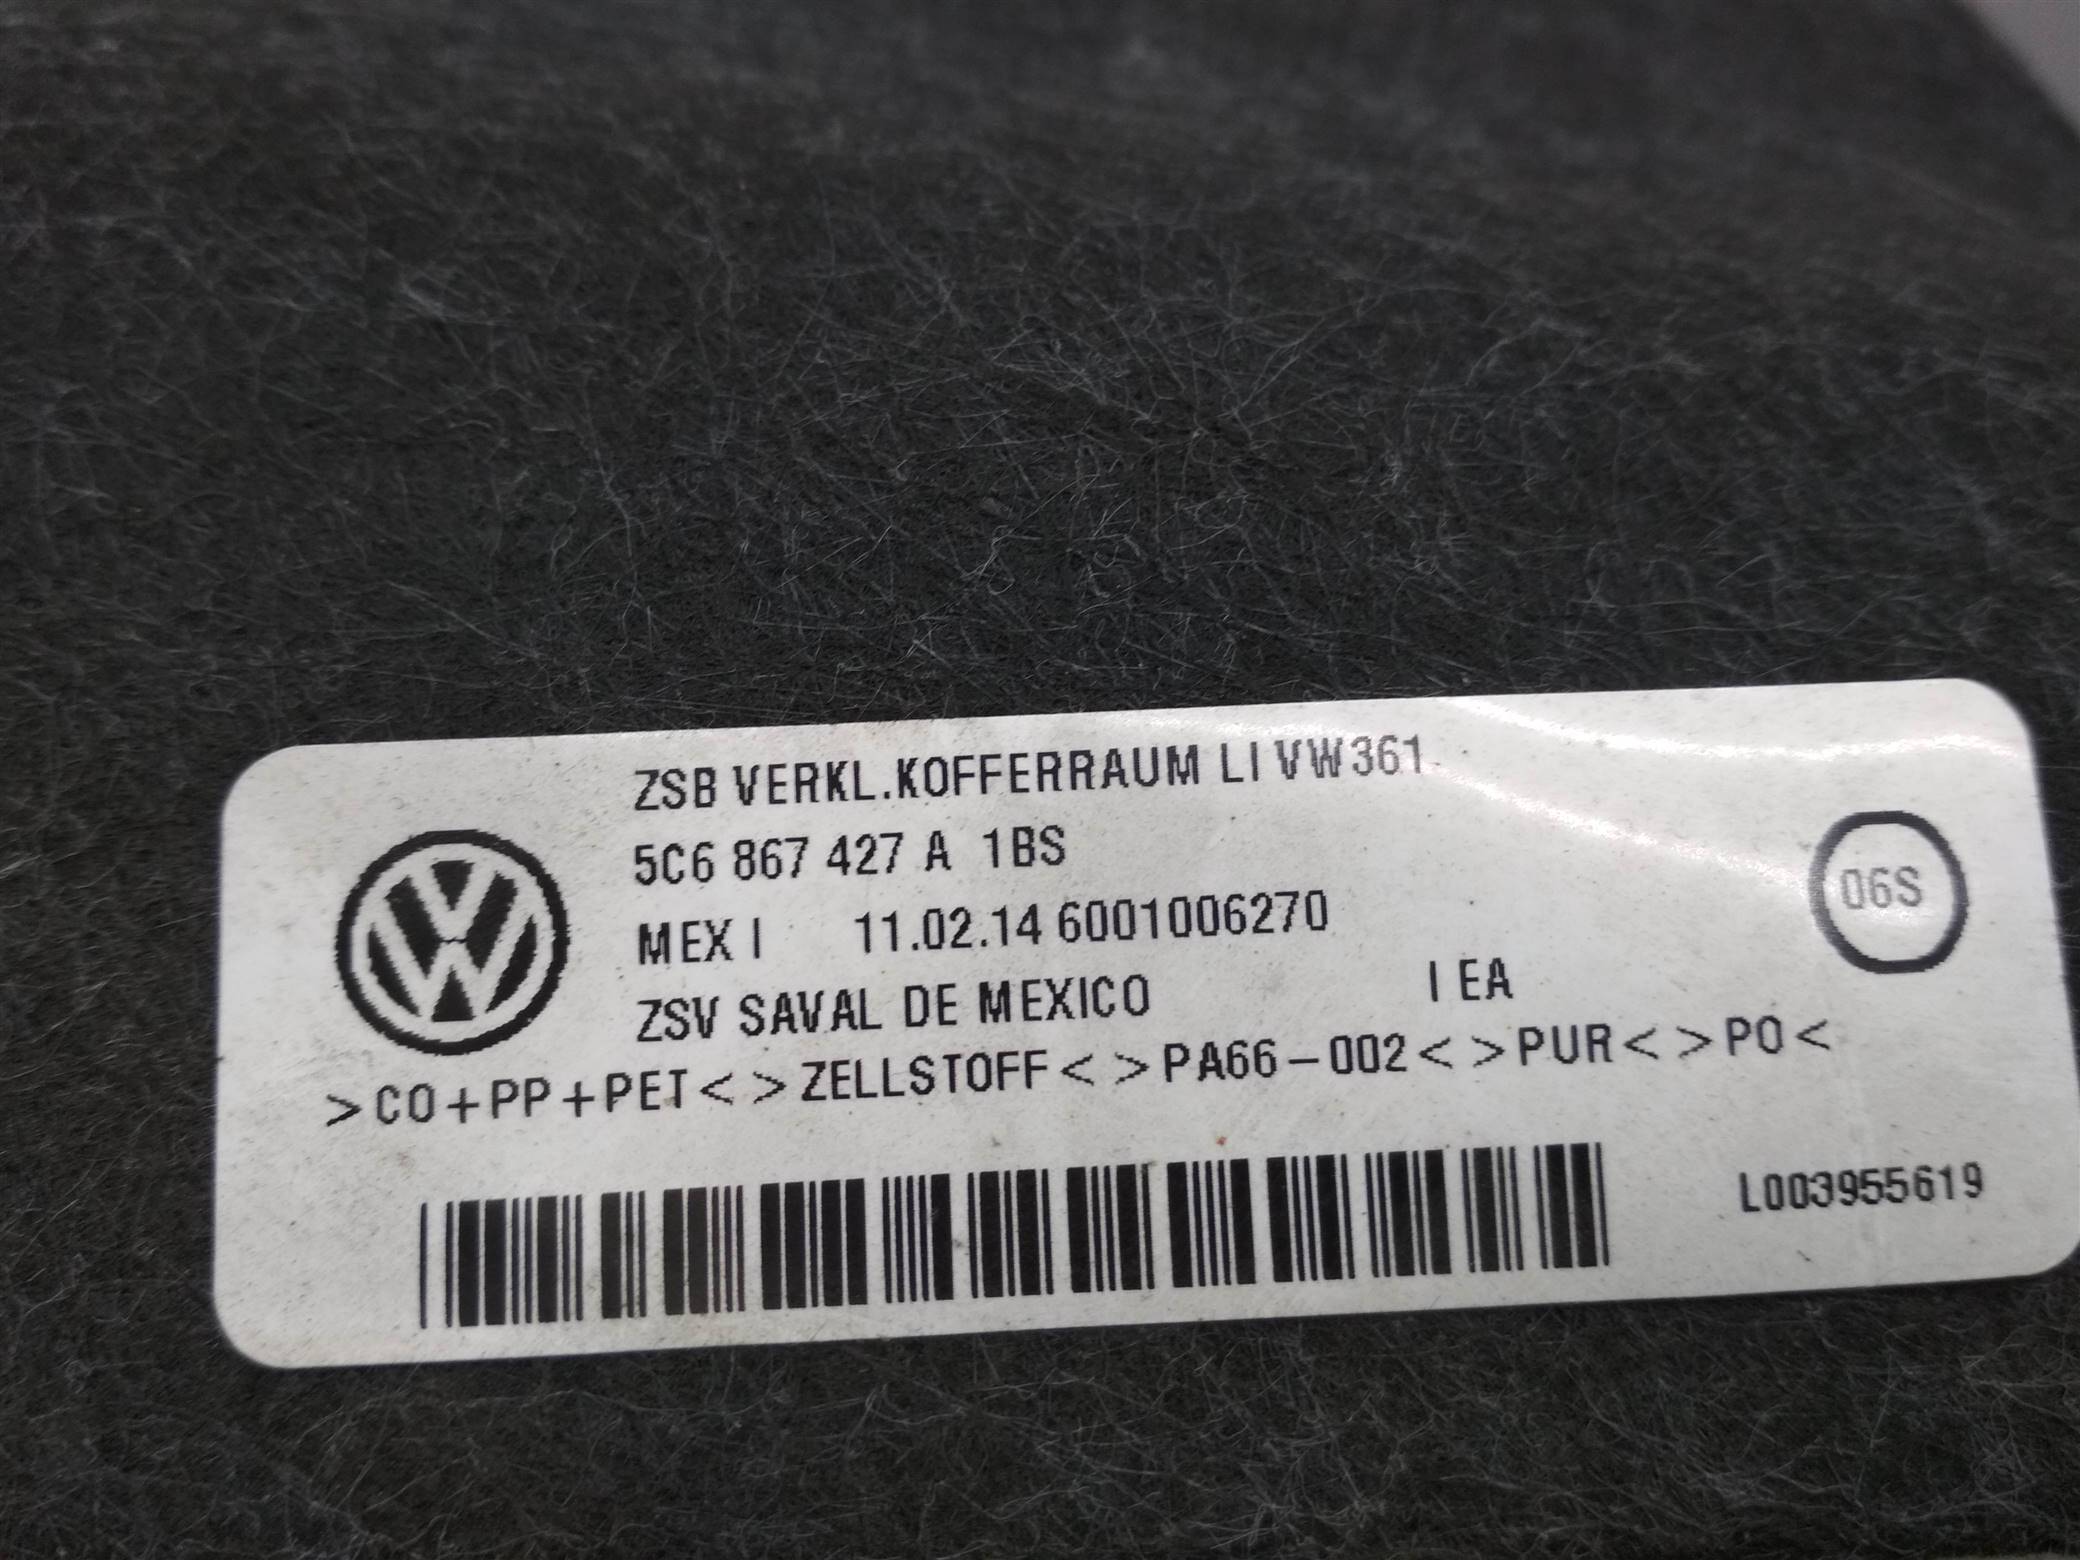 ZSB VERKL.KOFFERRAUM LI VW361
5C6 867 427 A 1BS
06S
MEX I 11.02.14 6001006270
ZSV SAVAL DE MEXICO I EA
>CO+PP+PET<>ZELLSTOFF<>PA66-002<>PUR<>PO<
L003955619